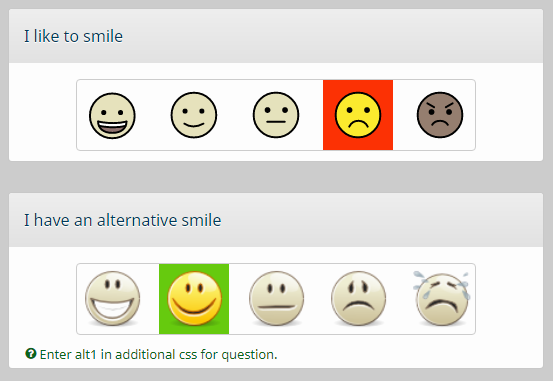 I like to smile
I have an alternative smile
Enter alt1 in additional css for question.